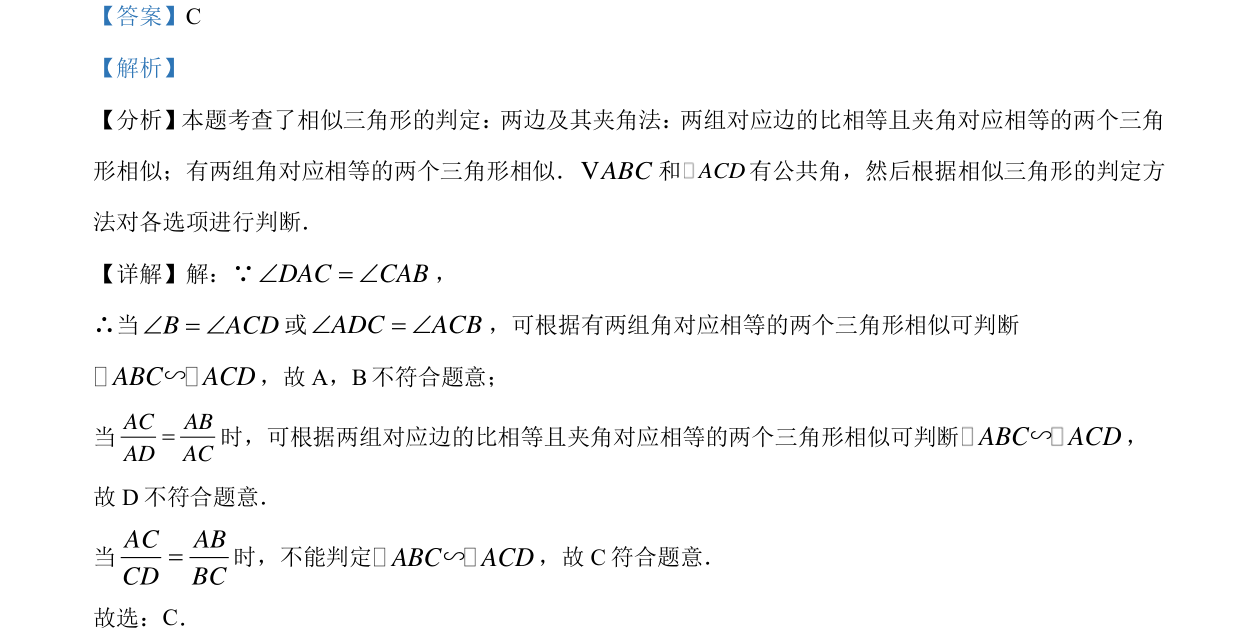 【答案】C
【解析】
【分析】本题考查了相似三角形的判定：两边及其夹角法：两组对应边的比相等且夹角对应相等的两个三角
形相似；有两组角对应相等的两个三角形相似．VABC 和□ACD有公共角，然后根据相似三角形的判定方
法对各选项进行判断．
【详解】解：∵∠DAC = ∠CAB，
∴当∠B = ∠ACD 或∠ADC = ∠ACB，可根据有两组角对应相等的两个三角形相似可判断
□ABC∽□ACD，故 A，B 不符合题意；
当 AC/AD = AB/AC 时，可根据两组对应边的比相等且夹角对应相等的两个三角形相似可判断□ABC∽□ACD，
故 D 不符合题意．
当 AC/CD = AB/BC 时，不能判定□ABC∽□ACD，故 C 符合题意．
故选：C．